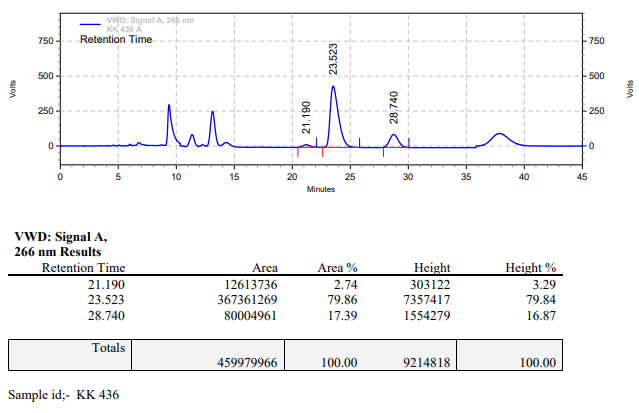 VWD: Signal A, 266 nm
KK 436 A
Retention Time
750 750
500 500
250 250
0 0
Volts Volts
21.190
23.523
28.740
0 5 10 15 20 25 30 35 40 45
Minutes
VWD: Signal A,
266 nm Results
Retention Time Area Area % Height Height %
21.190 12613736 2.74 303122 3.29
23.523 367361269 79.86 7357417 79.84
28.740 80004961 17.39 1554279 16.87
Totals
459979966 100.00 9214818 100.00
Sample id;- KK 436